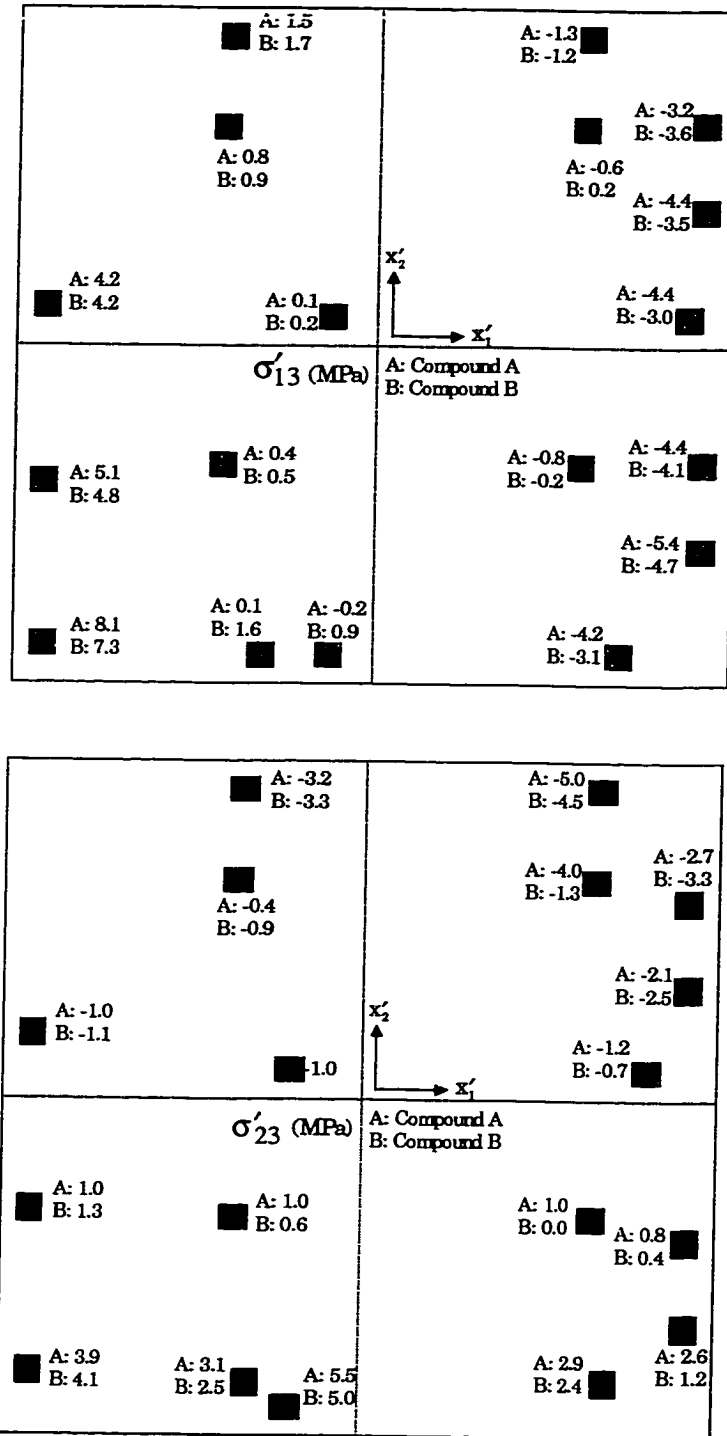 A: 1.5
B: 1.7
A: -1.3
B: -1.2
A: 0.8
B: 0.9
A: -3.2
B: -3.6
A: -0.6
B: 0.2
A: -4.4
B: -3.5
A: 4.2
B: 4.2
A: 0.1
B: 0.2
x′2
x′1
A: -4.4
B: -3.0
σ′13 (MPa)
A: Compound A
B: Compound B
A: 5.1
B: 4.8
A: 0.4
B: 0.5
A: -0.8
B: -0.2
A: -4.4
B: -4.1
A: -5.4
B: -4.7
A: 8.1
B: 7.3
A: 0.1
B: 1.6
A: -0.2
B: 0.9
A: -4.2
B: -3.1
A: -3.2
B: -3.3
A: -5.0
B: -4.5
A: -0.4
B: -0.9
A: -4.0
B: -1.3
A: -2.7
B: -3.3
A: -2.1
B: -2.5
A: -1.0
B: -1.1
-1.0
x′2
x′1
A: -1.2
B: -0.7
σ′23 (MPa)
A: Compound A
B: Compound B
A: 1.0
B: 1.3
A: 1.0
B: 0.6
A: 1.0
B: 0.0
A: 0.8
B: 0.4
A: 3.9
B: 4.1
A: 3.1
B: 2.5
A: 5.5
B: 5.0
A: 2.9
B: 2.4
A: 2.6
B: 1.2